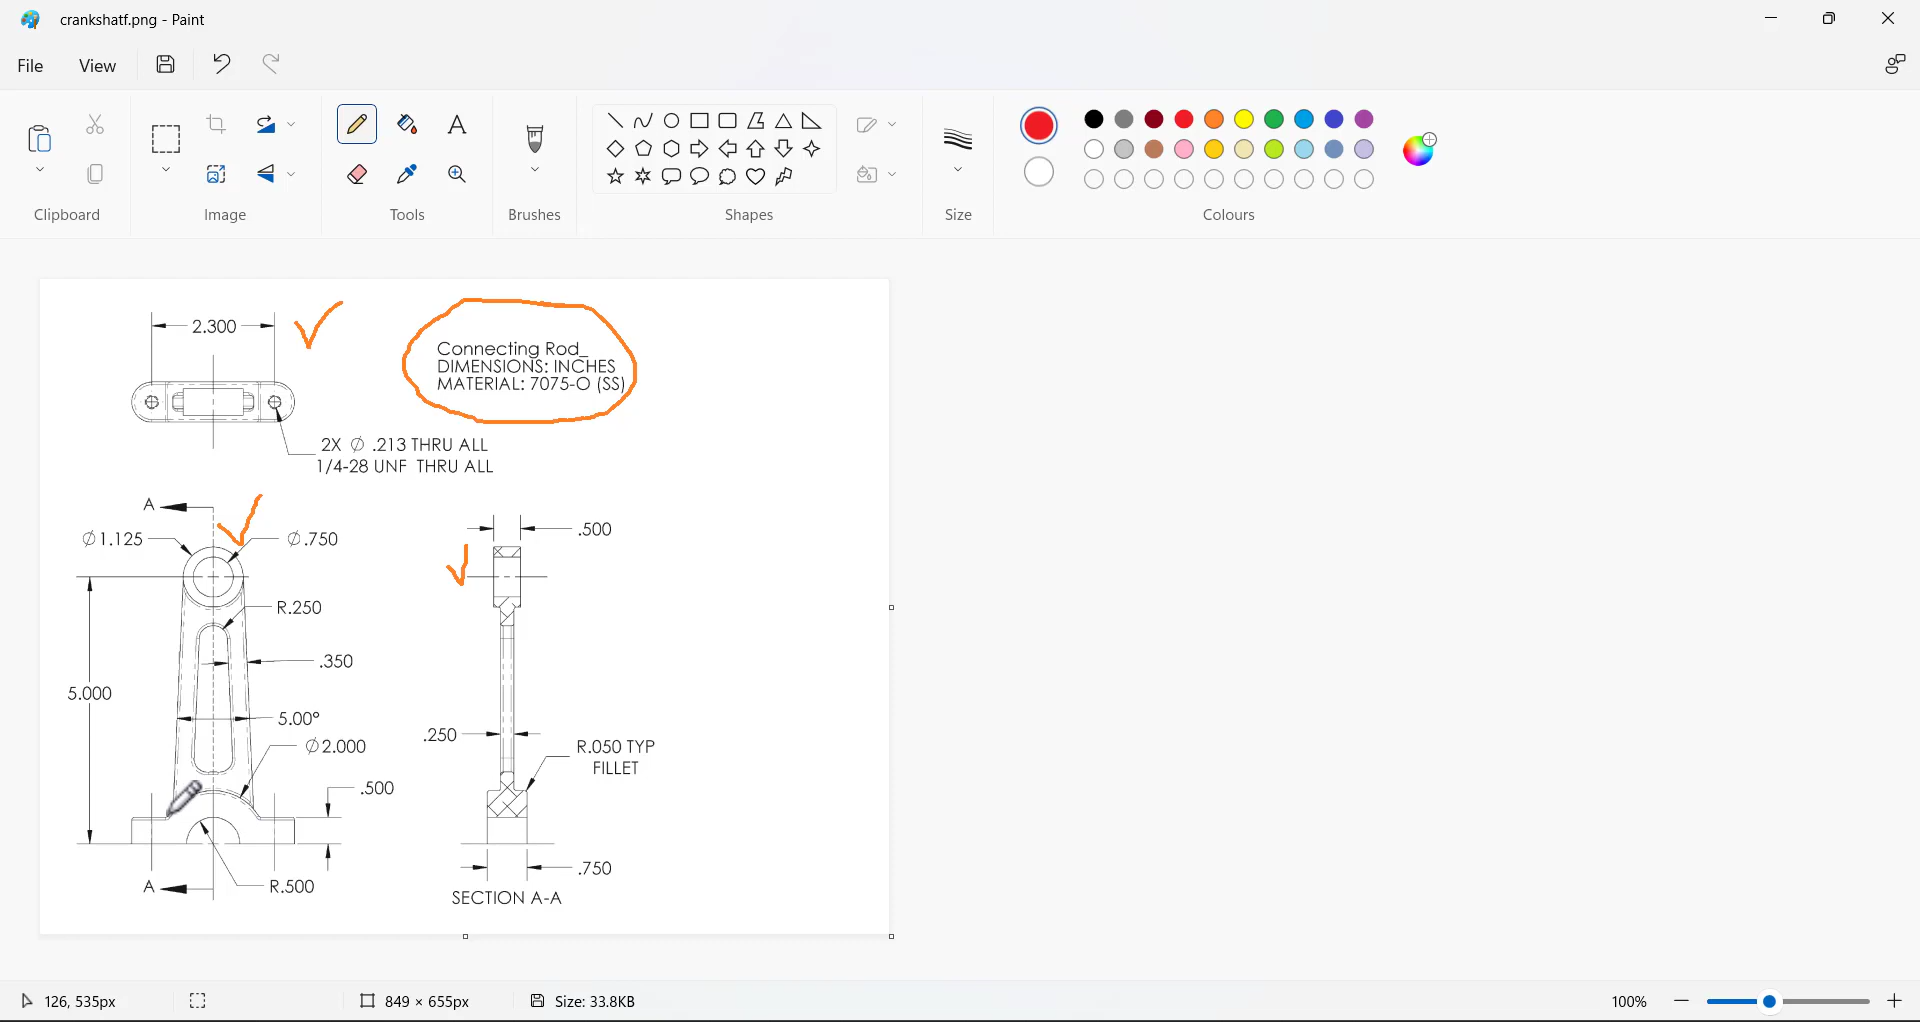 crankshatf.png - Paint
File
View
Clipboard
Image
Tools
Brushes
Shapes
Size
Colours
2.300
Connecting Rod_
DIMENSIONS: INCHES
MATERIAL: 7075-O (SS)
2X ∅ .213 THRU ALL
1/4-28 UNF THRU ALL
A
∅1.125
∅.750
R.250
.350
5.000
5.00°
∅2.000
.500
A
R.500
.500
.250
R.050 TYP
FILLET
.750
SECTION A-A
126, 535px
849 × 655px
Size: 33.8KB
100%